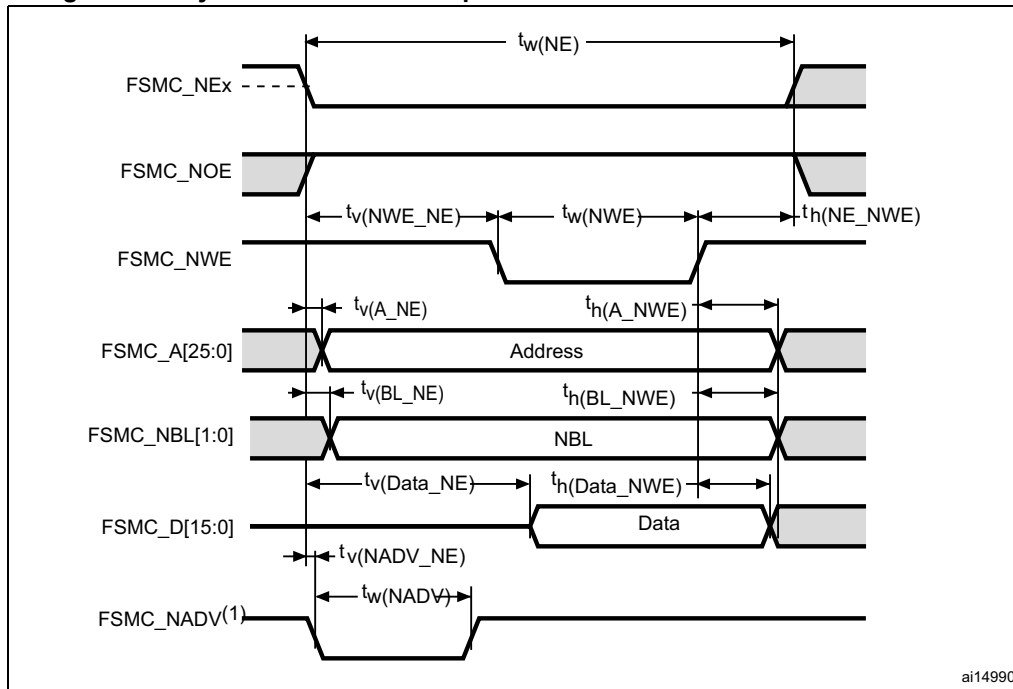 tw(NE)
FSMC_NEx
FSMC_NOE
tv(NWE_NE) tw(NWE) th(NE_NWE)
FSMC_NWE
tv(A_NE) th(A_NWE)
FSMC_A[25:0] Address
tv(BL_NE) th(BL_NWE)
FSMC_NBL[1:0] NBL
tv(Data_NE) th(Data_NWE)
FSMC_D[15:0] Data
tv(NADV_NE)
tw(NADV)
FSMC_NADV(1)
ai14990